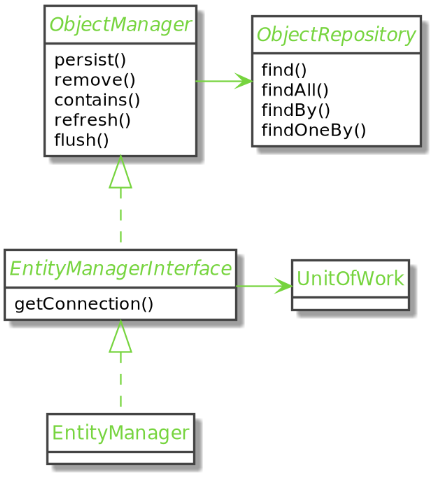 ObjectManager
persist()
remove()
contains()
refresh()
flush()
ObjectRepository
find()
findAll()
findBy()
findOneBy()
EntityManagerInterface
getConnection()
UnitOfWork
EntityManager